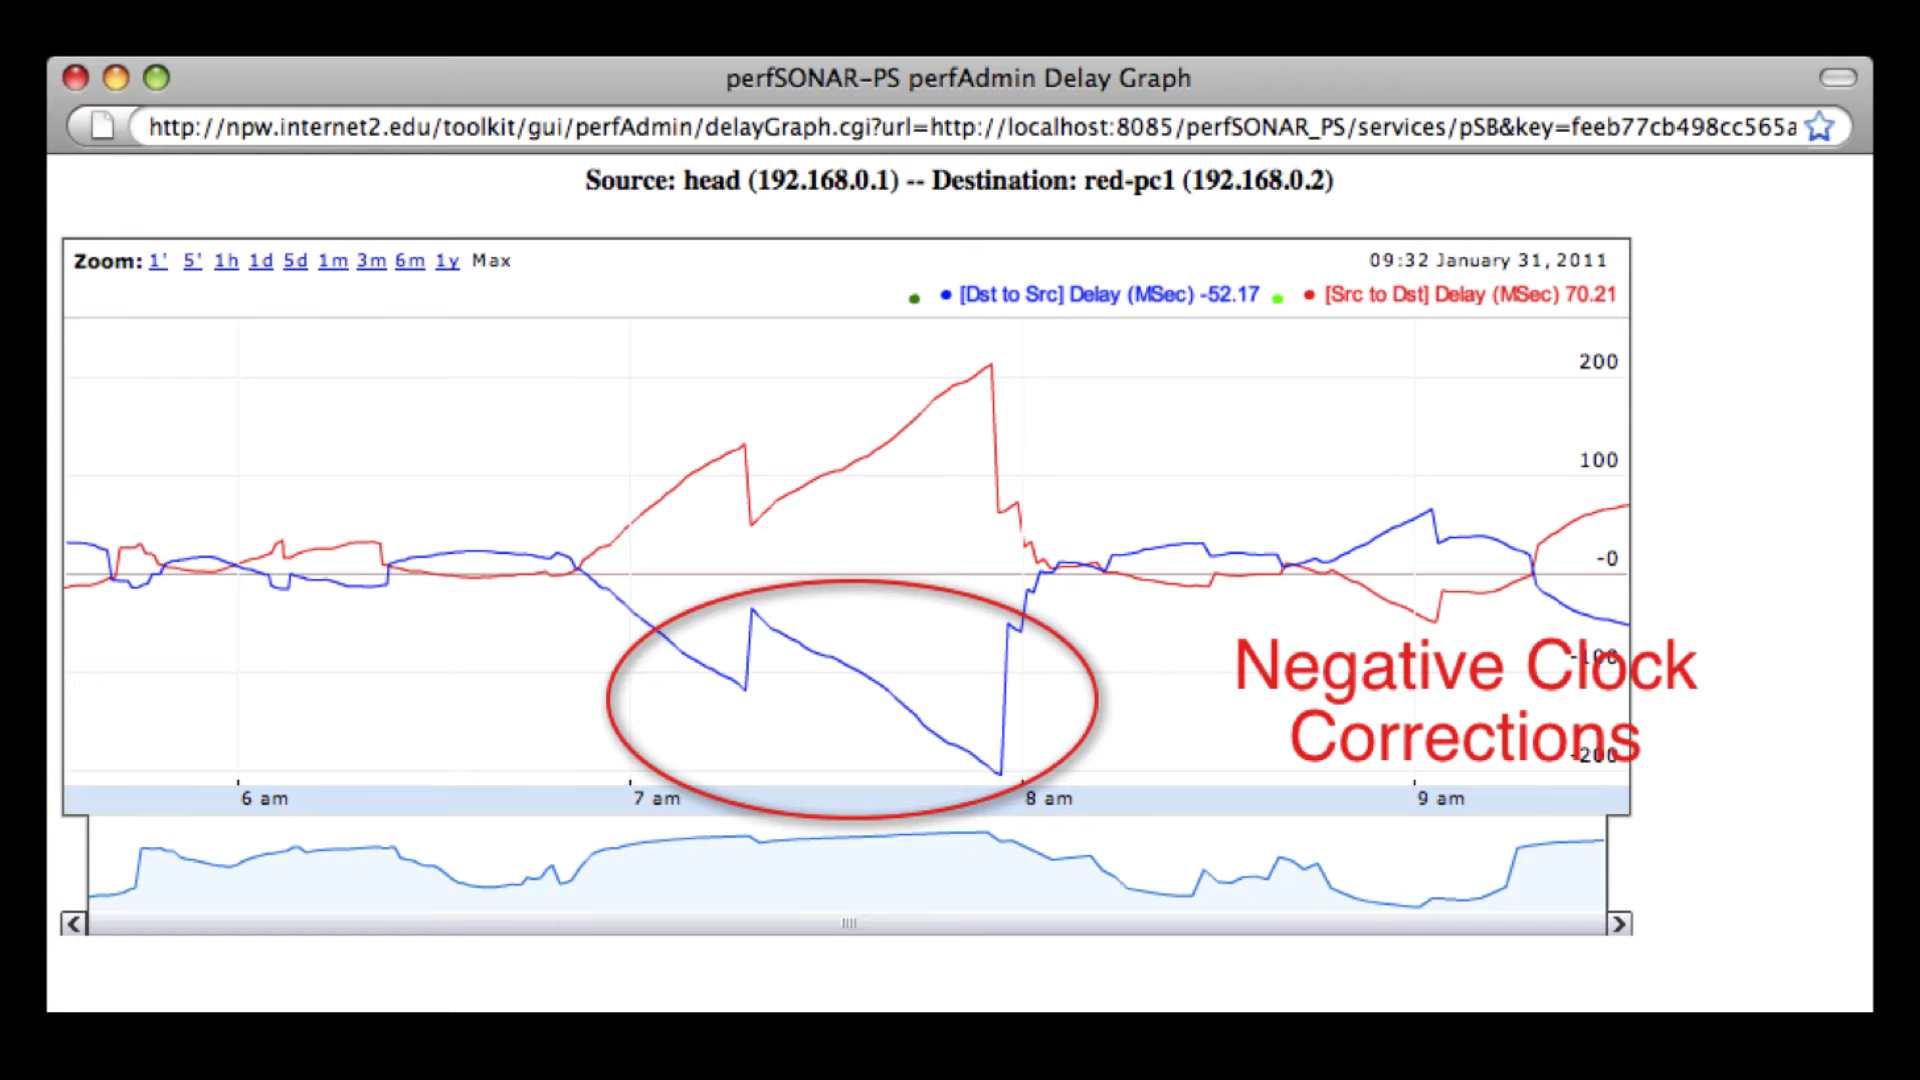 perfSONAR-PS perfAdmin Delay Graph
http://npw.internet2.edu/toolkit/gui/perfAdmin/delayGraph.cgi?url=http://localhost:8085/perfSONAR_PS/services/pSB&key=feeb77cb498cc565a
Source: head (192.168.0.1) -- Destination: red-pc1 (192.168.0.2)
Zoom: 1' 5' 1h 1d 5d 1m 3m 6m 1y Max
09:32 January 31, 2011
[Dst to Src] Delay (MSec) -52.17 [Src to Dst] Delay (MSec) 70.21
200
100
-0
-100
-200
Negative Clock
Corrections
6 am 7 am 8 am 9 am